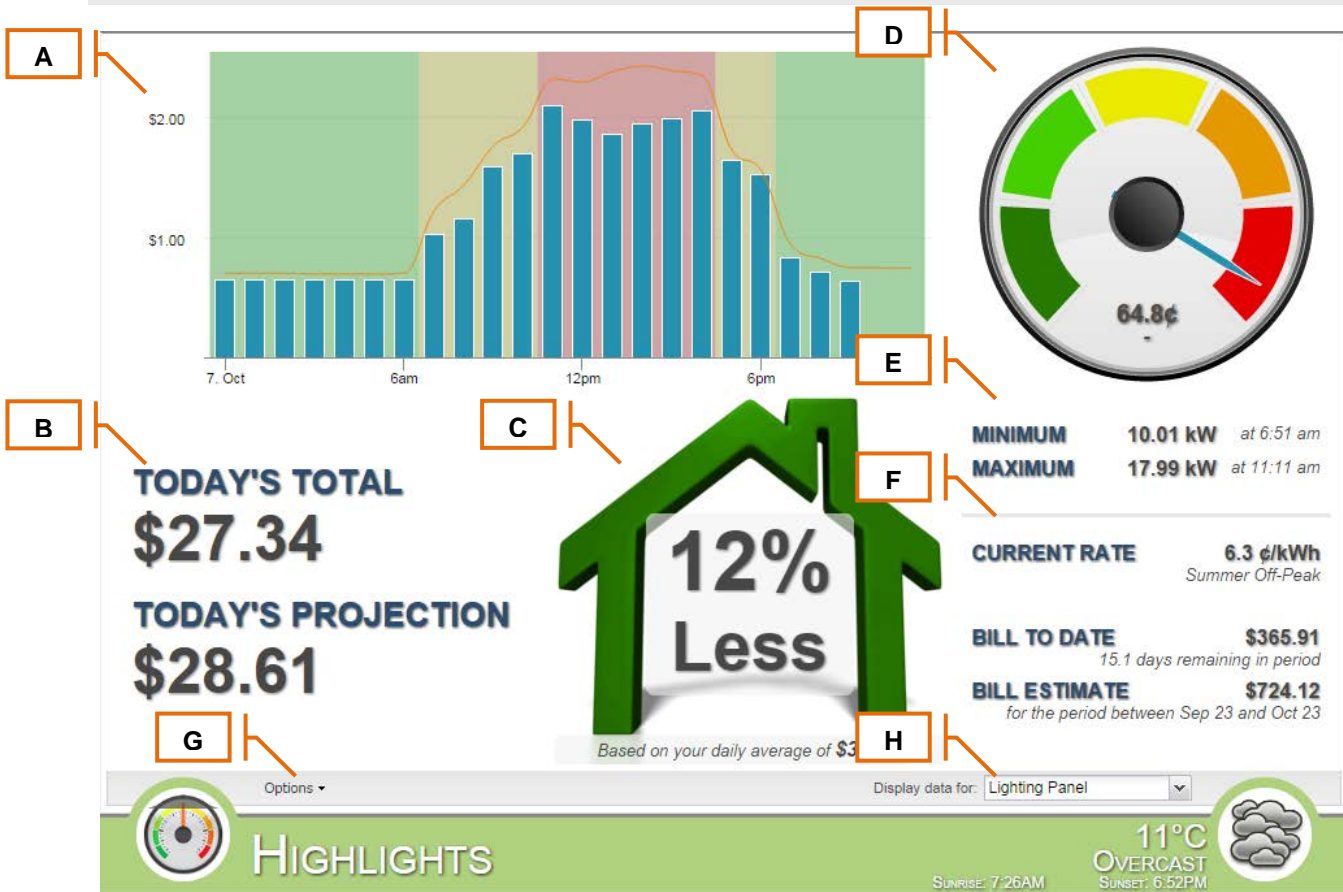 A
D
$2.00
$1.00
64.8¢
-
7. Oct
6am
12pm
6pm
E
B
C
MINIMUM 10.01 kW at 6:51 am
MAXIMUM 17.99 kW at 11:11 am
F
TODAY'S TOTAL
$27.34
12%
Less
CURRENT RATE 6.3 ¢/kWh
Summer Off-Peak
TODAY'S PROJECTION
$28.61
BILL TO DATE $365.91
15.1 days remaining in period
BILL ESTIMATE $724.12
for the period between Sep 23 and Oct 23
G
H
Based on your daily average of $3
Options
Display data for: Lighting Panel
HIGHLIGHTS
11°C
OVERCAST
SUNRISE: 7:26AM SUNSET: 6:52PM